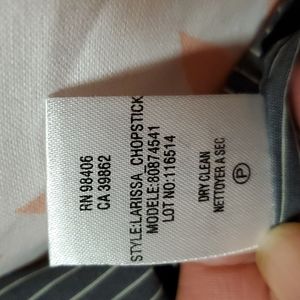 RN 98406
CA 39862
STYLE:LARISSA_CHOPSTICK
MODELE:80874541
LOT NO:116514
DRY CLEAN
NETTOYER A SEC
P